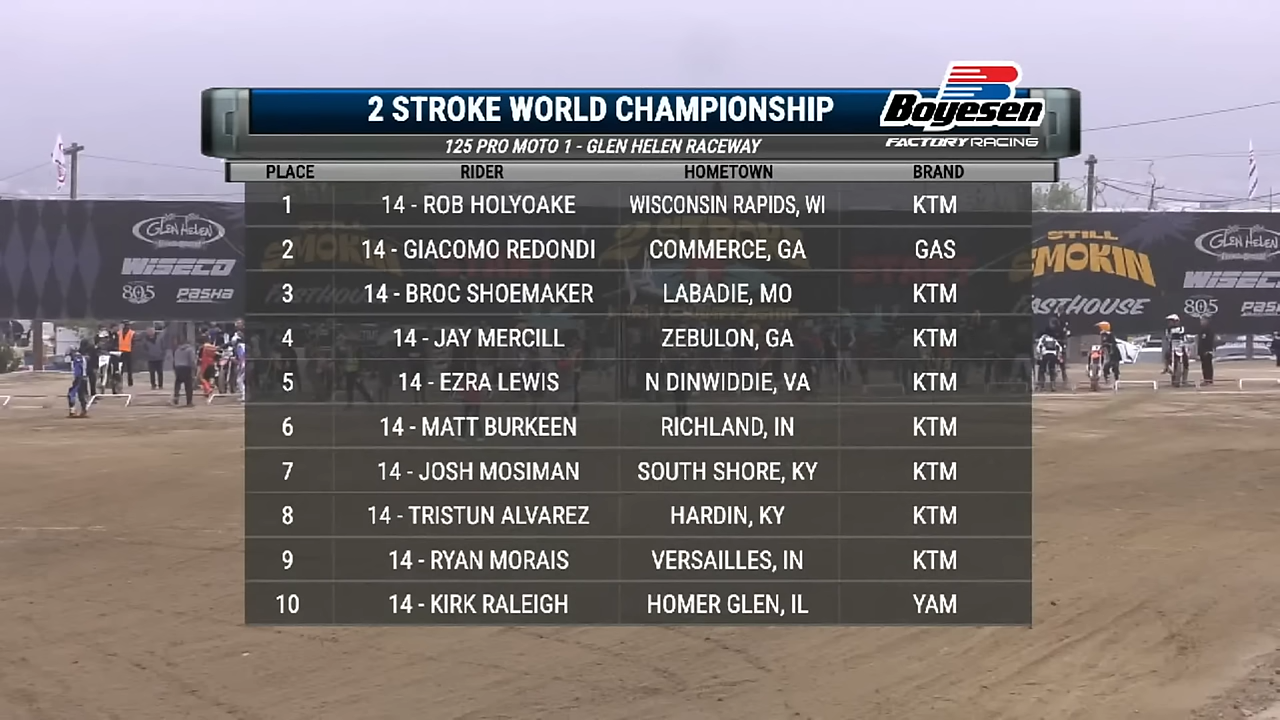 2 STROKE WORLD CHAMPIONSHIP
Boyesen
FACTORY RACING
125 PRO MOTO 1 - GLEN HELEN RACEWAY
PLACE RIDER HOMETOWN BRAND
1 14 - ROB HOLYOAKE WISCONSIN RAPIDS, WI KTM
2 14 - GIACOMO REDONDI COMMERCE, GA GAS
3 14 - BROC SHOEMAKER LABADIE, MO KTM
4 14 - JAY MERCILL ZEBULON, GA KTM
5 14 - EZRA LEWIS N DINWIDDIE, VA KTM
6 14 - MATT BURKEEN RICHLAND, IN KTM
7 14 - JOSH MOSIMAN SOUTH SHORE, KY KTM
8 14 - TRISTUN ALVAREZ HARDIN, KY KTM
9 14 - RYAN MORAIS VERSAILLES, IN KTM
10 14 - KIRK RALEIGH HOMER GLEN, IL YAM
GLEN HELEN
WISECO
805 PASHA
STILL
SMOKIN
FASTHOUSE
GLEN HELEN
WISECO
805